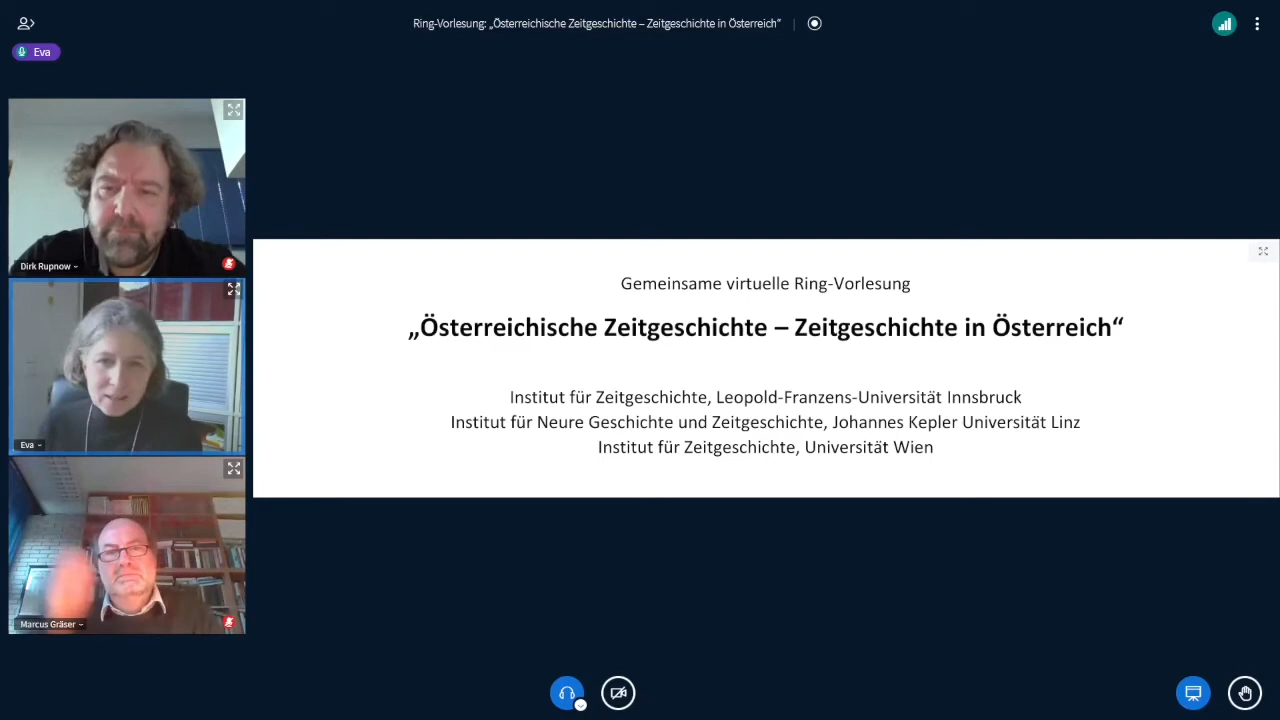 Ring-Vorlesung: „Österreichische Zeitgeschichte – Zeitgeschichte in Österreich“
Eva
Dirk Rupnow
Eva
Marcus Gräser
Gemeinsame virtuelle Ring-Vorlesung
„Österreichische Zeitgeschichte – Zeitgeschichte in Österreich“
Institut für Zeitgeschichte, Leopold-Franzens-Universität Innsbruck
Institut für Neure Geschichte und Zeitgeschichte, Johannes Kepler Universität Linz
Institut für Zeitgeschichte, Universität Wien